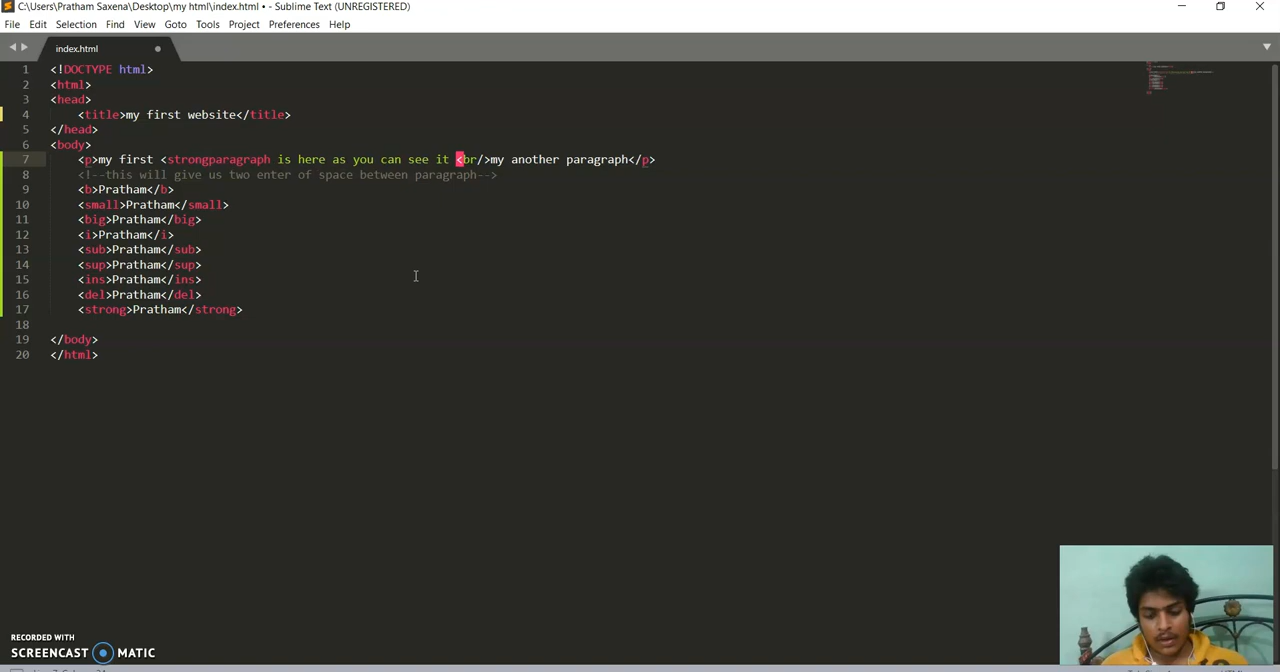 C:\Users\Pratham Saxena\Desktop\my html\index.html • - Sublime Text (UNREGISTERED)
File Edit Selection Find View Goto Tools Project Preferences Help
index.html
1 <!DOCTYPE html>
2 <html>
3 <head>
4 <title>my first website</title>
5 </head>
6 <body>
7 <p>my first <strongparagraph is here as you can see it <br/>my another paragraph</p>
8 <!--this will give us two enter of space between paragraph-->
9 <b>Pratham</b>
10 <small>Pratham</small>
11 <big>Pratham</big>
12 <i>Pratham</i>
13 <sub>Pratham</sub>
14 <sup>Pratham</sup>
15 <ins>Pratham</ins>
16 <del>Pratham</del>
17 <strong>Pratham</strong>
18
19 </body>
20 </html>
RECORDED WITH
SCREENCAST MATIC